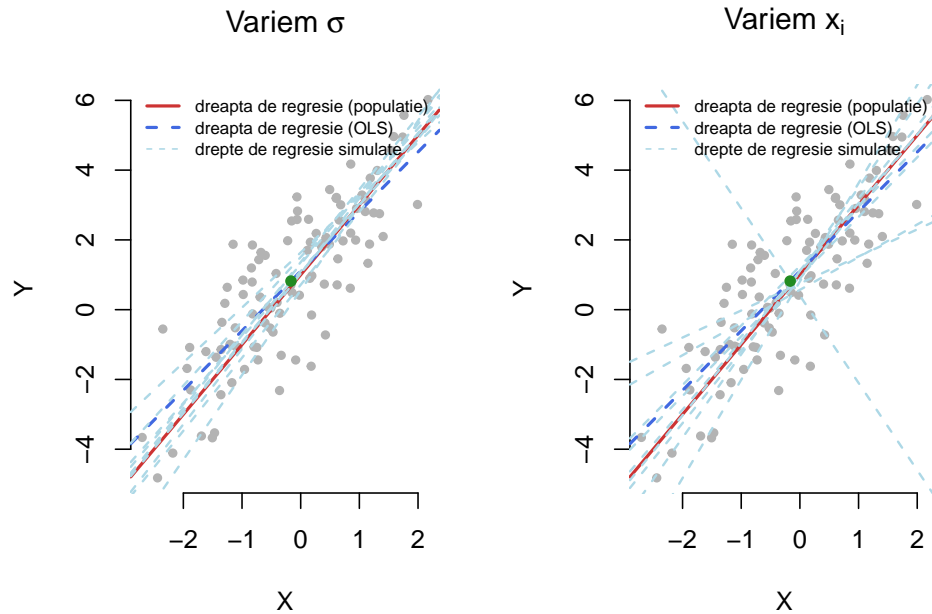 Variem σ
dreapta de regresie (populatie)
dreapta de regresie (OLS)
drepte de regresie simulate
6
4
2
0
−2
−4
Y
−2 −1 0 1 2
X
Variem xᵢ
dreapta de regresie (populatie)
dreapta de regresie (OLS)
drepte de regresie simulate
6
4
2
0
−2
−4
Y
−2 −1 0 1 2
X